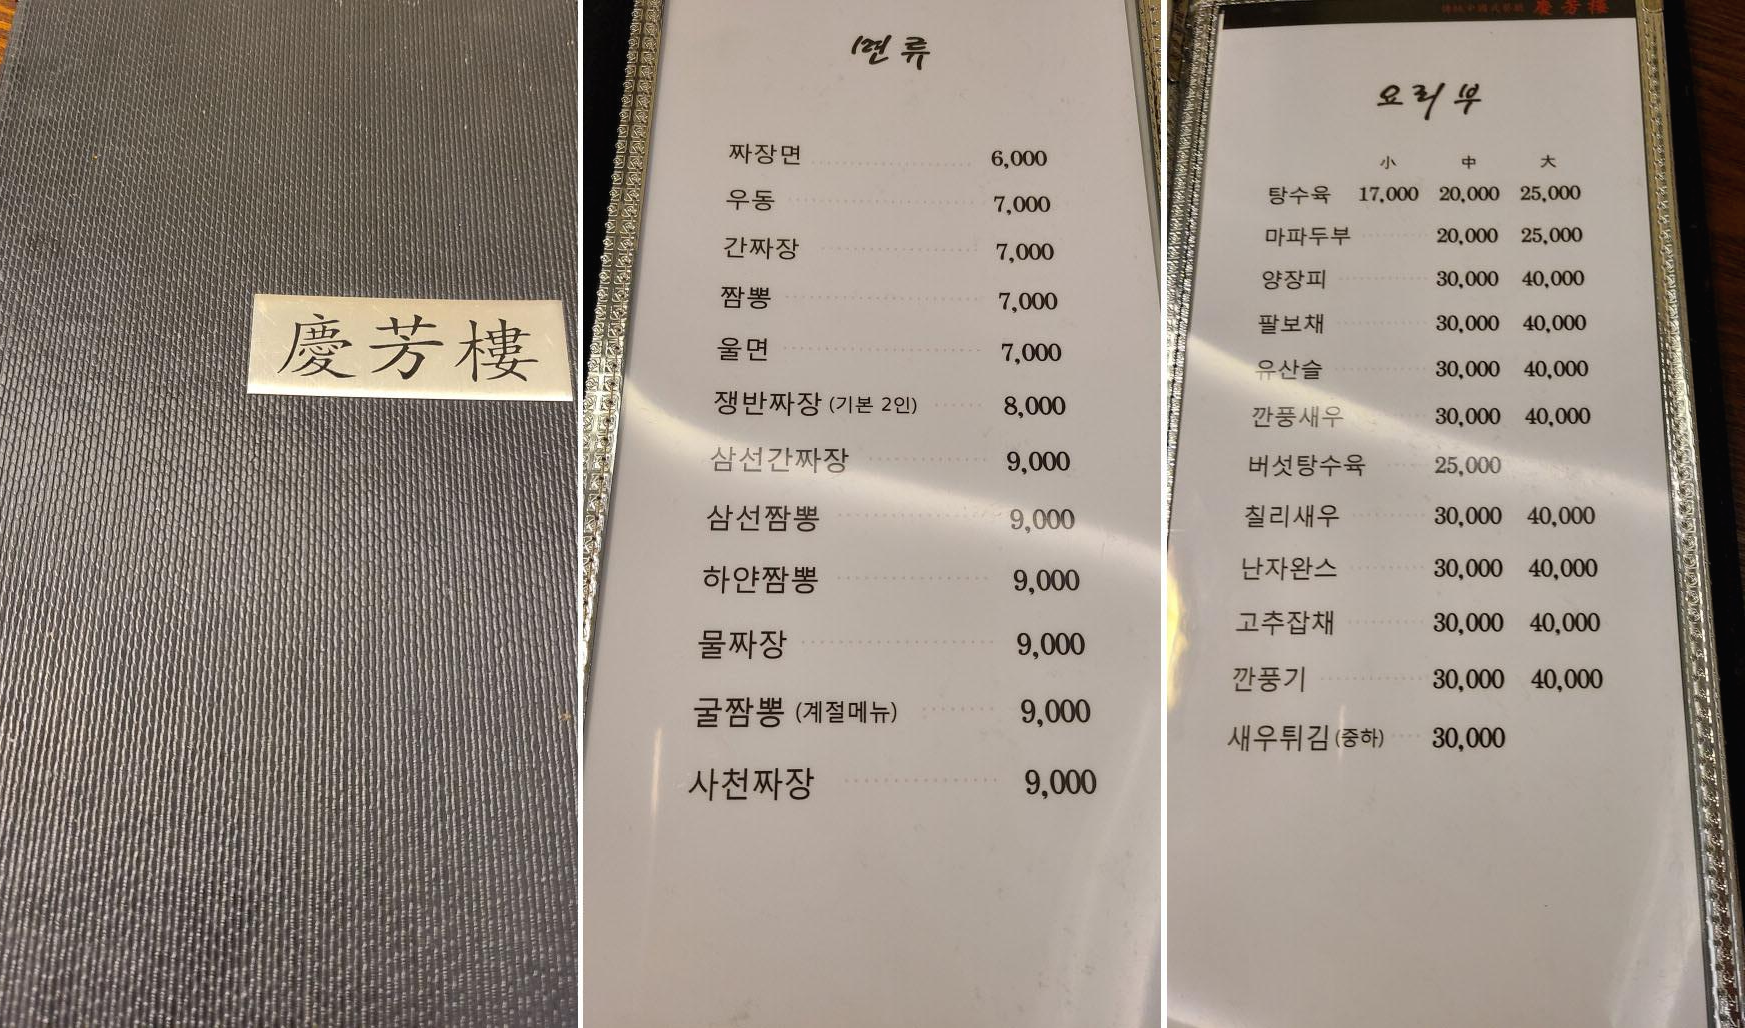 慶芳樓
면류
짜장면 6,000
우동 7,000
간짜장 7,000
짬뽕 7,000
울면 7,000
쟁반짜장 (기본 2인) 8,000
삼선간짜장 9,000
삼선짬뽕 9,000
하얀짬뽕 9,000
물짜장 9,000
굴짬뽕 (계절메뉴) 9,000
사천짜장 9,000
傳統中國式餐廳 慶芳樓
요리부
小 中 大
탕수육 17,000 20,000 25,000
마파두부 20,000 25,000
양장피 30,000 40,000
팔보채 30,000 40,000
유산슬 30,000 40,000
깐풍새우 30,000 40,000
버섯탕수육 25,000
칠리새우 30,000 40,000
난자완스 30,000 40,000
고추잡채 30,000 40,000
깐풍기 30,000 40,000
새우튀김 (중하) 30,000